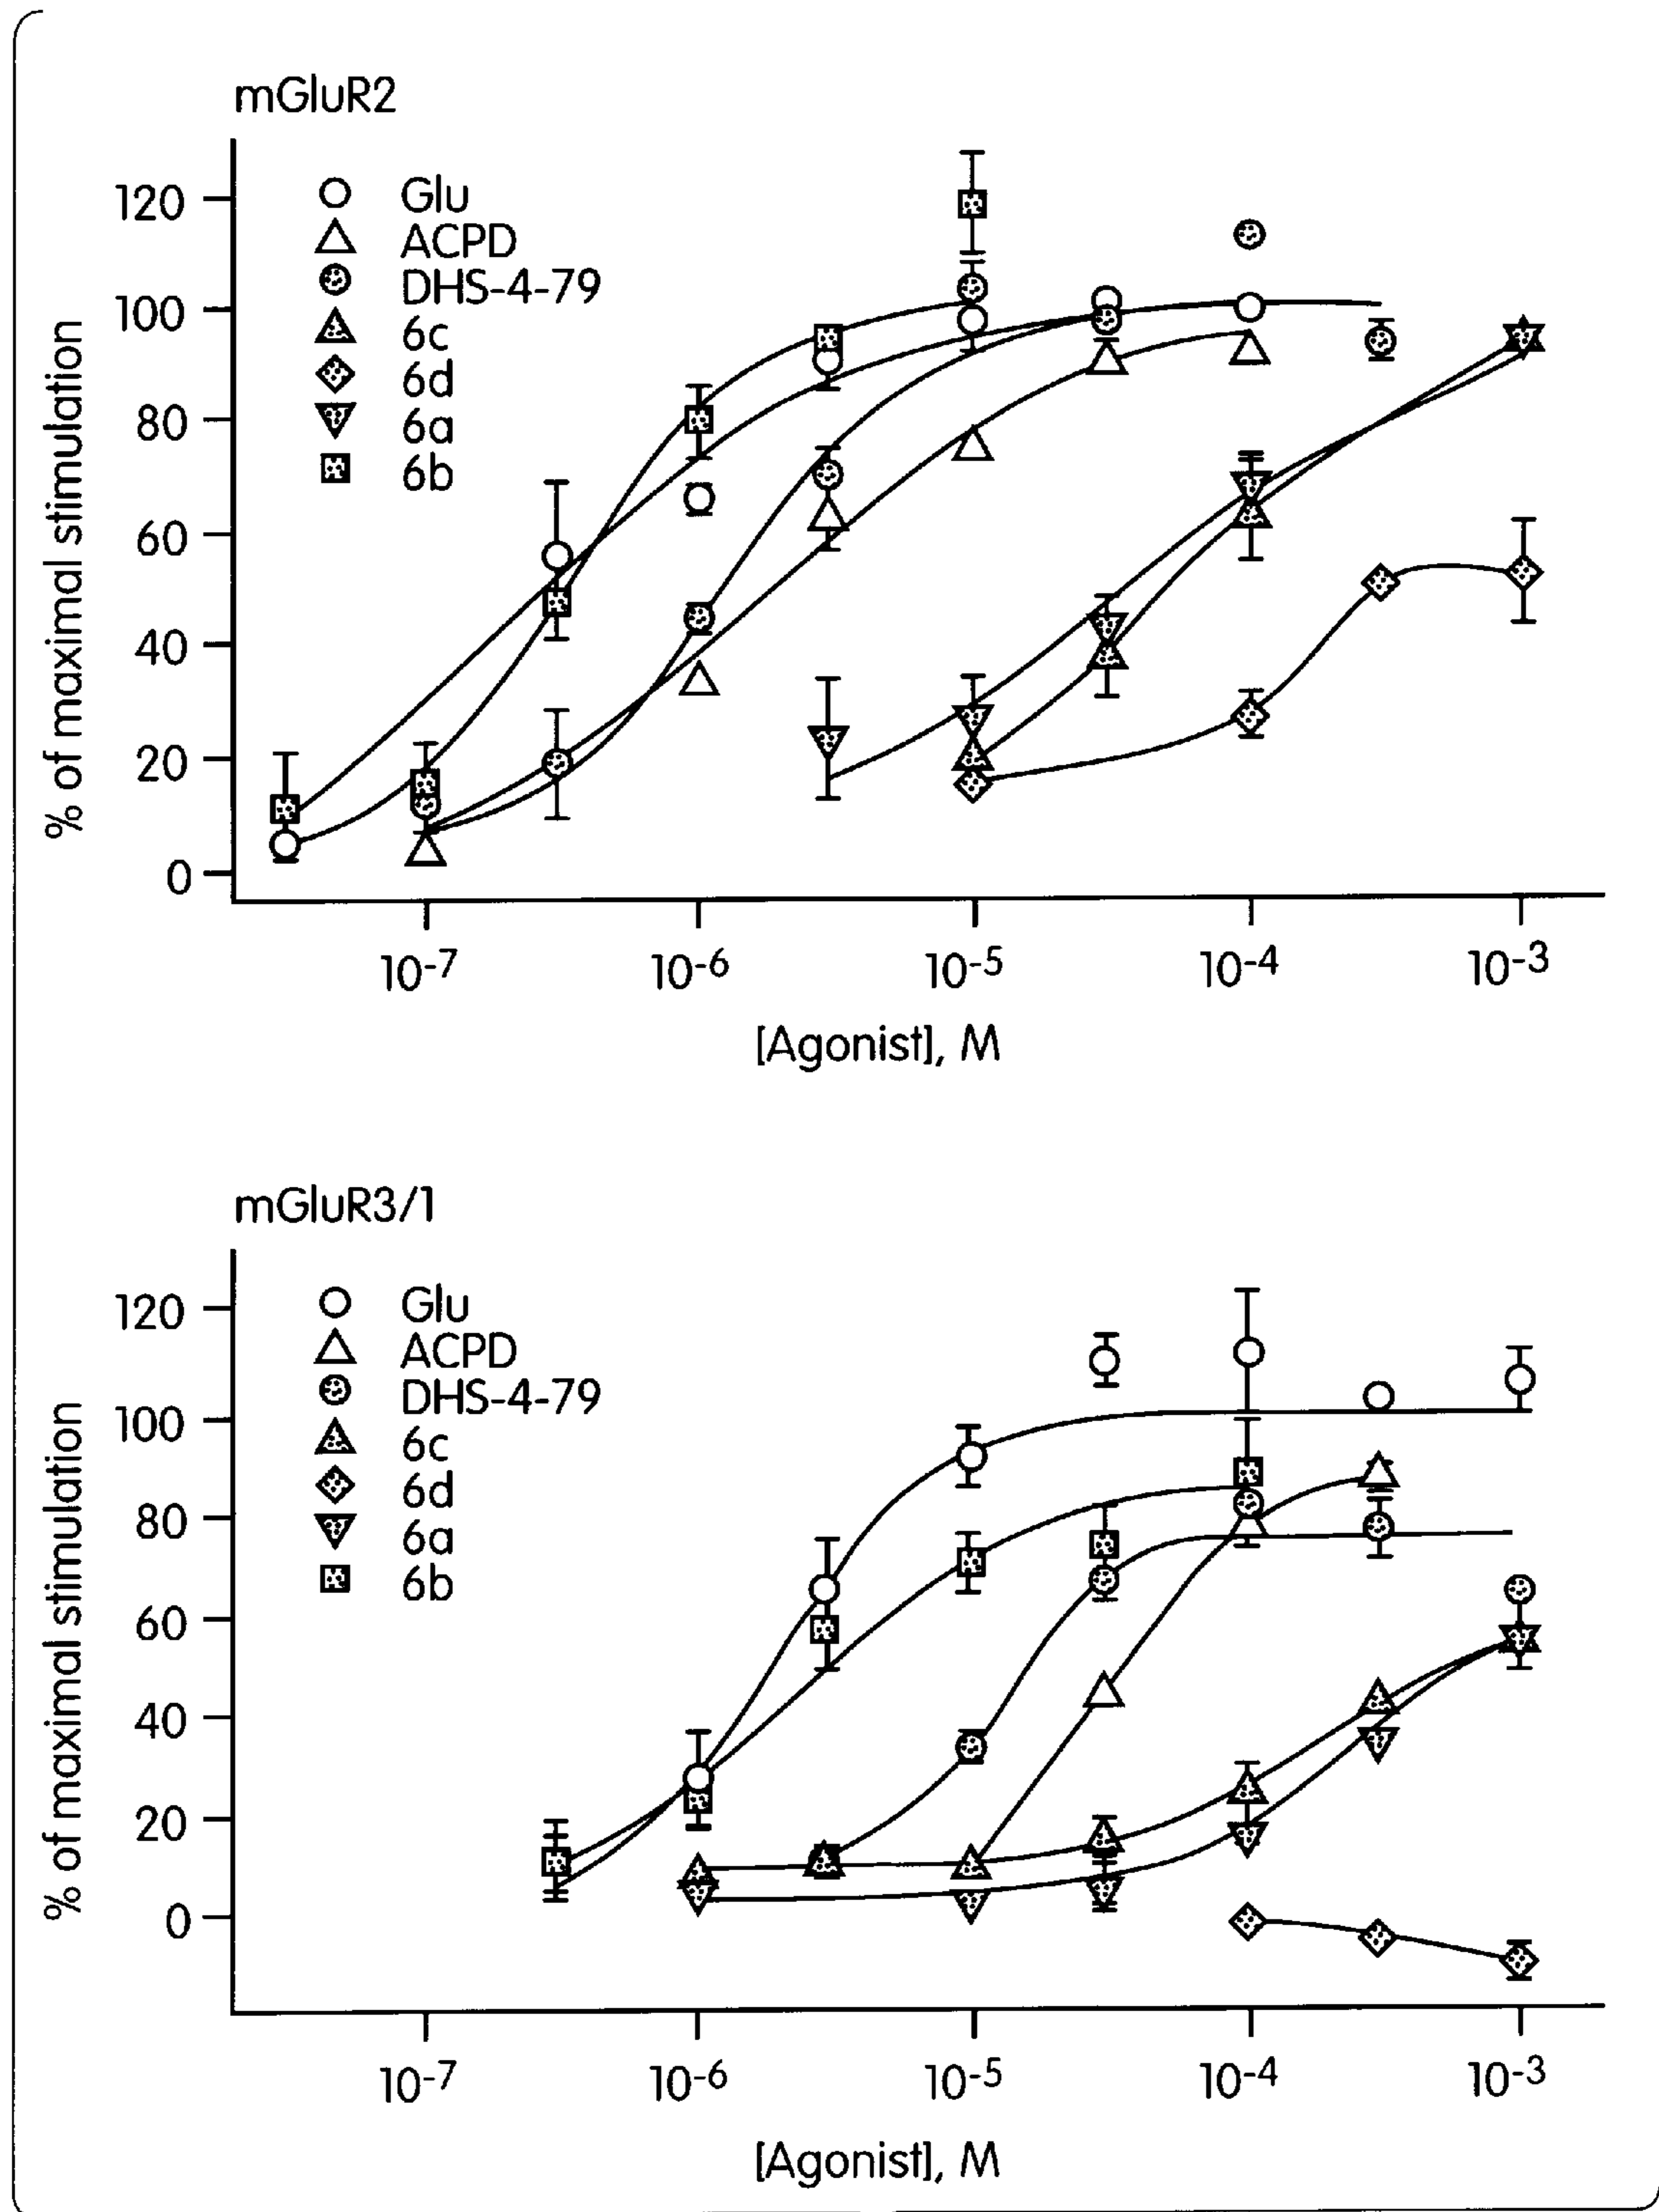 mGluR2
Glu
ACPD
DHS-4-79
6c
6d
6a
6b
120
100
80
60
40
20
0
% of maximal stimulation
10-7 10-6 10-5 10-4 10-3
[Agonist], M
mGluR3/1
Glu
ACPD
DHS-4-79
6c
6d
6a
6b
120
100
80
60
40
20
0
% of maximal stimulation
10-7 10-6 10-5 10-4 10-3
[Agonist], M